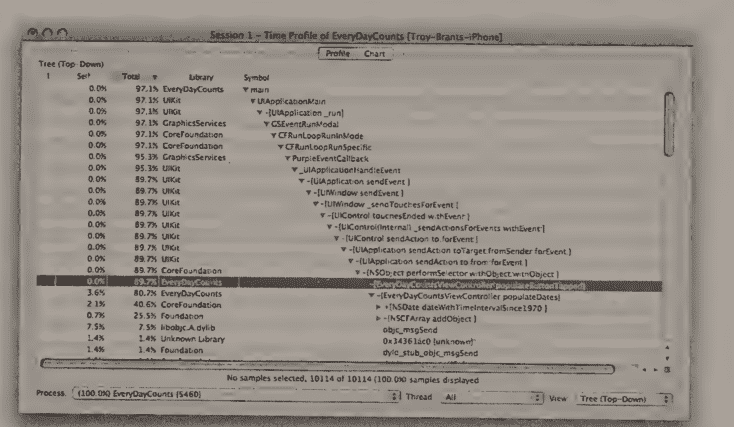 Session 1 - Time Profile of EveryDayCounts [Troy-Brants-iPhone]
Profile Chart
Tree (Top-Down)
Self Total Library Symbol
0.0% 97.1% EveryDayCounts main
0.0% 97.1% UIKit UIApplicationMain
0.0% 97.1% UIKit -[UIApplication _run]
0.0% 97.1% GraphicsServices GSEventRunModal
0.0% 97.1% CoreFoundation CFRunLoopRunInMode
0.0% 97.1% CoreFoundation CFRunLoopRunSpecific
0.0% 95.3% GraphicsServices PurpleEventCallback
0.0% 95.3% UIKit _UIApplicationHandleEvent
0.0% 89.7% UIKit -[UIApplication sendEvent:]
0.0% 89.7% UIKit -[UIWindow sendEvent:]
0.0% 89.7% UIKit -[UIWindow _sendTouchesForEvent:]
0.0% 89.7% UIKit -[UIControl touchesEnded:withEvent:]
0.0% 89.7% UIKit -[UIControl(Internal) _sendActionsForEvents:withEvent:]
0.0% 89.7% UIKit -[UIControl sendAction:to:forEvent:]
0.0% 89.7% UIKit -[UIApplication sendAction:toTarget:fromSender:forEvent:]
0.0% 89.7% UIKit -[UIApplication sendAction:to:from:forEvent:]
0.0% 89.7% CoreFoundation -[NSObject performSelector:withObject:withObject:]
0.0% 89.7% EveryDayCounts -[EveryDayCountsViewController populateButtonTapped]
3.6% 80.7% EveryDayCounts -[EveryDayCountsViewController populateDates]
2.1% 40.6% CoreFoundation +[NSDate dateWithTimeIntervalSince1970:]
0.7% 25.5% Foundation -[NSCFArray addObject:]
7.5% 7.5% libobjc.A.dylib objc_msgSend
1.4% 1.4% Unknown Library 0x34361ac0 [unknown]
1.4% 1.4% Foundation dyld_stub_objc_msgSend
No samples selected, 10114 of 10114 (100.0%) samples displayed
Process (100.0%) EveryDayCounts [5460] Thread All View Tree (Top-Down)